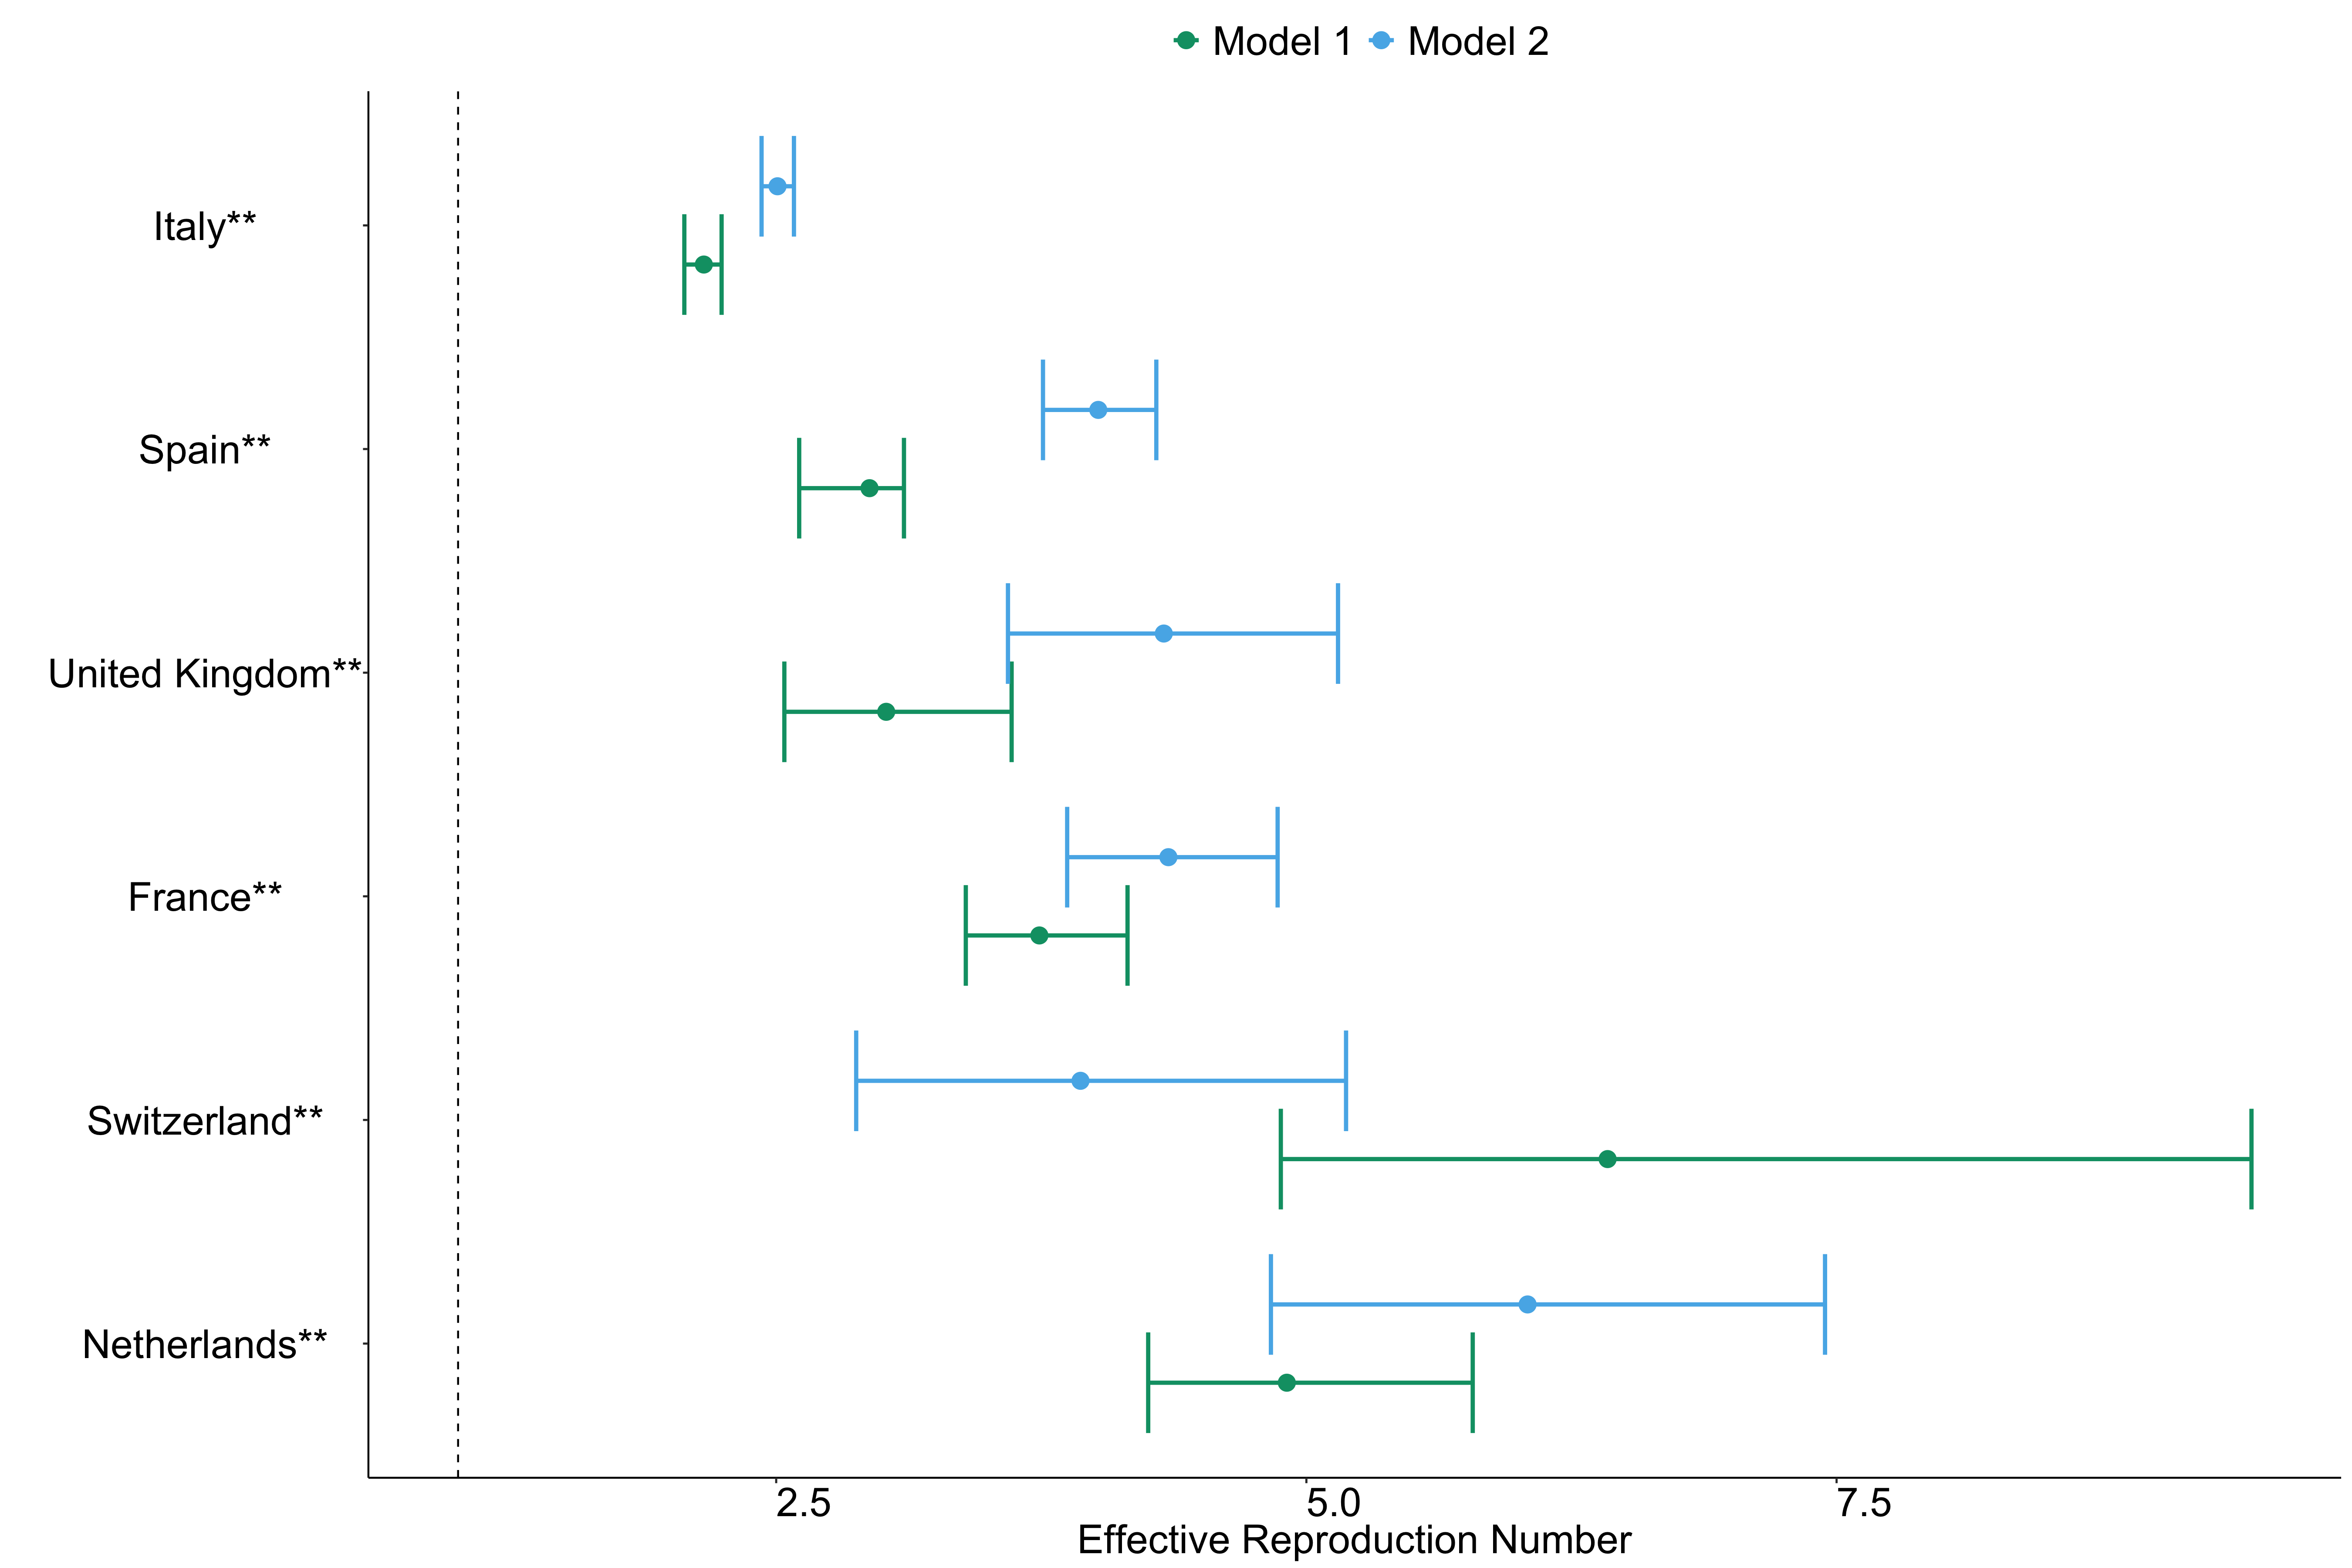 Model 1 Model 2
Italy**
Spain**
United Kingdom**
France**
Switzerland**
Netherlands**
2.5 5.0 7.5
Effective Reproduction Number